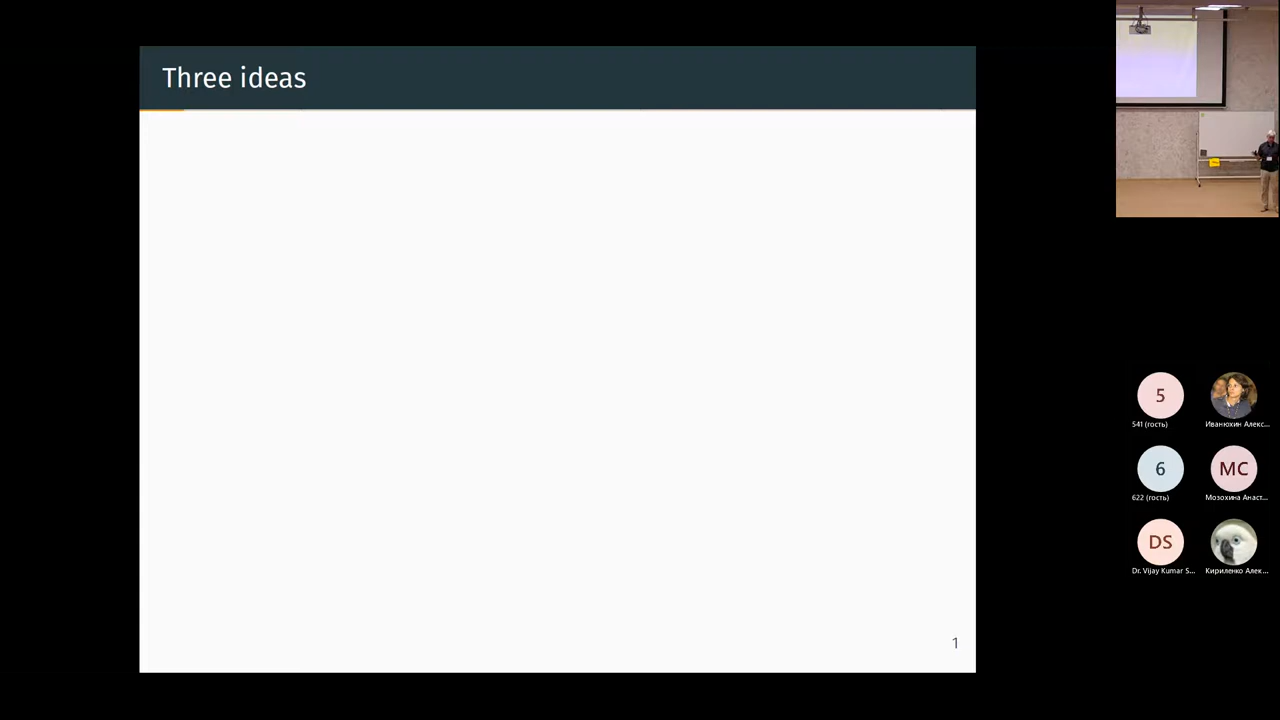 Three ideas
1
5
541 (гость)
Иванюхин Алекс...
6
MC
622 (гость)
Мозохина Анаст...
DS
Dr. Vijay Kumar S...
Кириленко Алек...